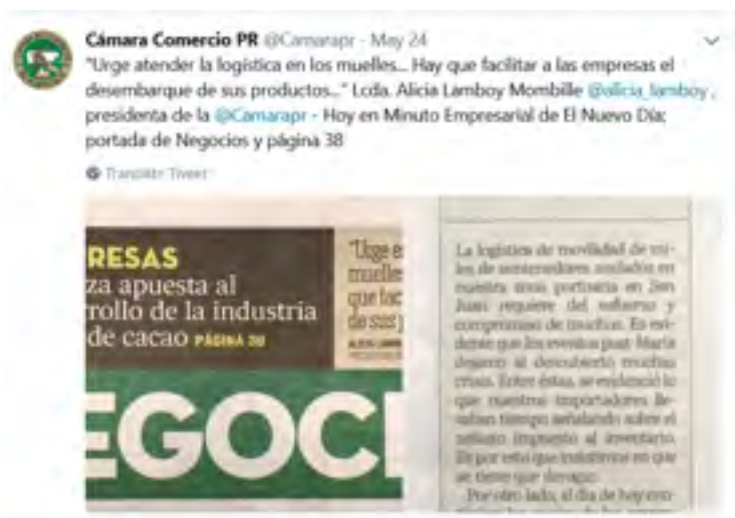 Cámara Comercio PR @Camarapr · May 24
"Urge atender la logística en los muelles... Hay que facilitar a las empresas el
desembarque de sus productos..." Lcda. Alicia Lamboy Mombille @alicia_lamboy ,
presidenta de la @Camarapr - Hoy en Minuto Empresarial de El Nuevo Día:
portada de Negocios y página 38
Translate Tweet
RESAS
za apuesta al
rrollo de la industria
de cacao PÁGINA 38
"Urge
muelle
que fac
de sus
EGOC
La logística de movilidad de mi-
les de contenedores anclados en
nuestra zona portuaria en San
Juan requiere del esfuerzo y
compromiso de muchos. Es evi-
dente que los eventos post María
dejaron al descubierto muchas
crisis. Entre éstas, se evidenció lo
que nuestros importadores lle-
vaban tiempo señalando sobre el
nefasto impuesto al inventario.
Es por esto que insistimos en que
se tiene que derogar.
Por otro lado, al día de hoy